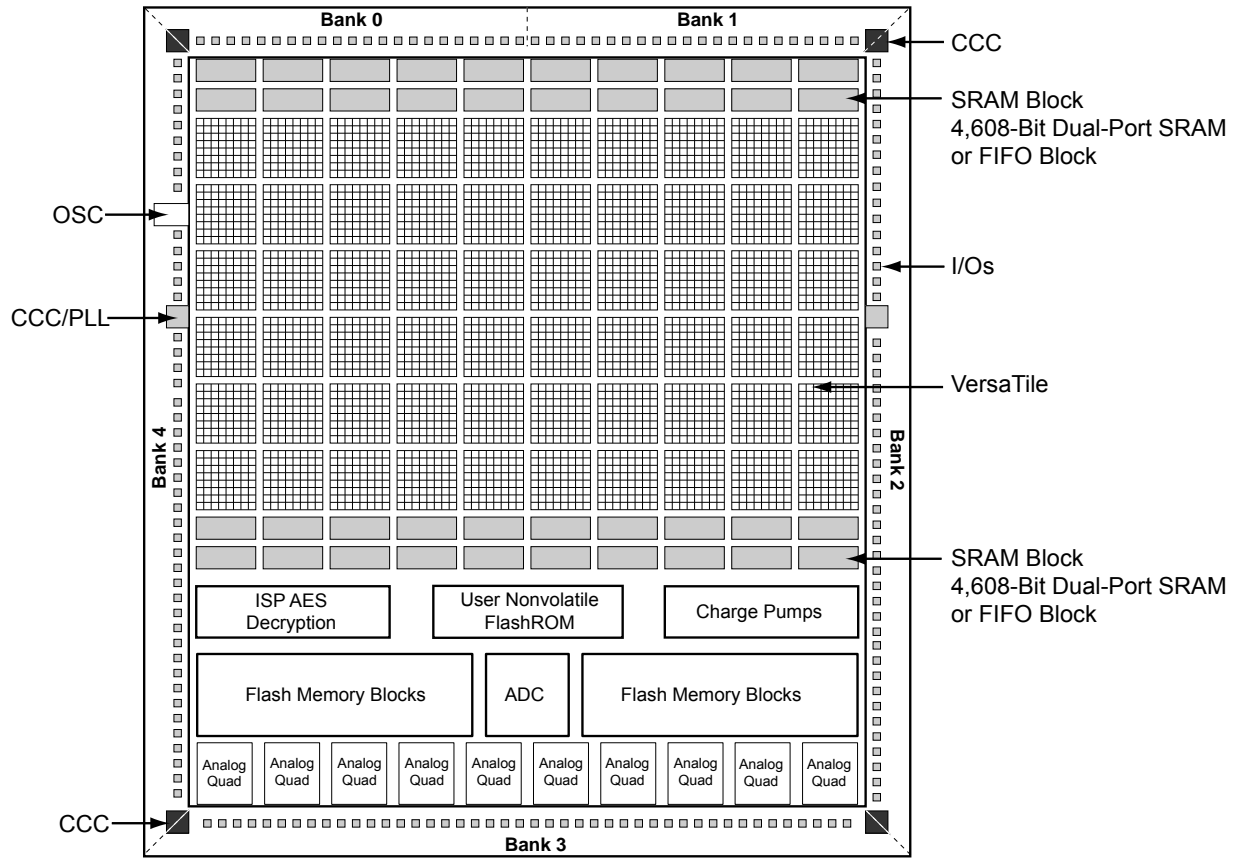 Bank 0
Bank 1
CCC
SRAM Block
4,608-Bit Dual-Port SRAM
or FIFO Block
OSC
I/Os
CCC/PLL
VersaTile
Bank 4
Bank 2
SRAM Block
4,608-Bit Dual-Port SRAM
or FIFO Block
ISP AES
Decryption
User Nonvolatile
FlashROM
Charge Pumps
Flash Memory Blocks
ADC
Flash Memory Blocks
Analog
Quad
Analog
Quad
Analog
Quad
Analog
Quad
Analog
Quad
Analog
Quad
Analog
Quad
Analog
Quad
Analog
Quad
Analog
Quad
CCC
Bank 3